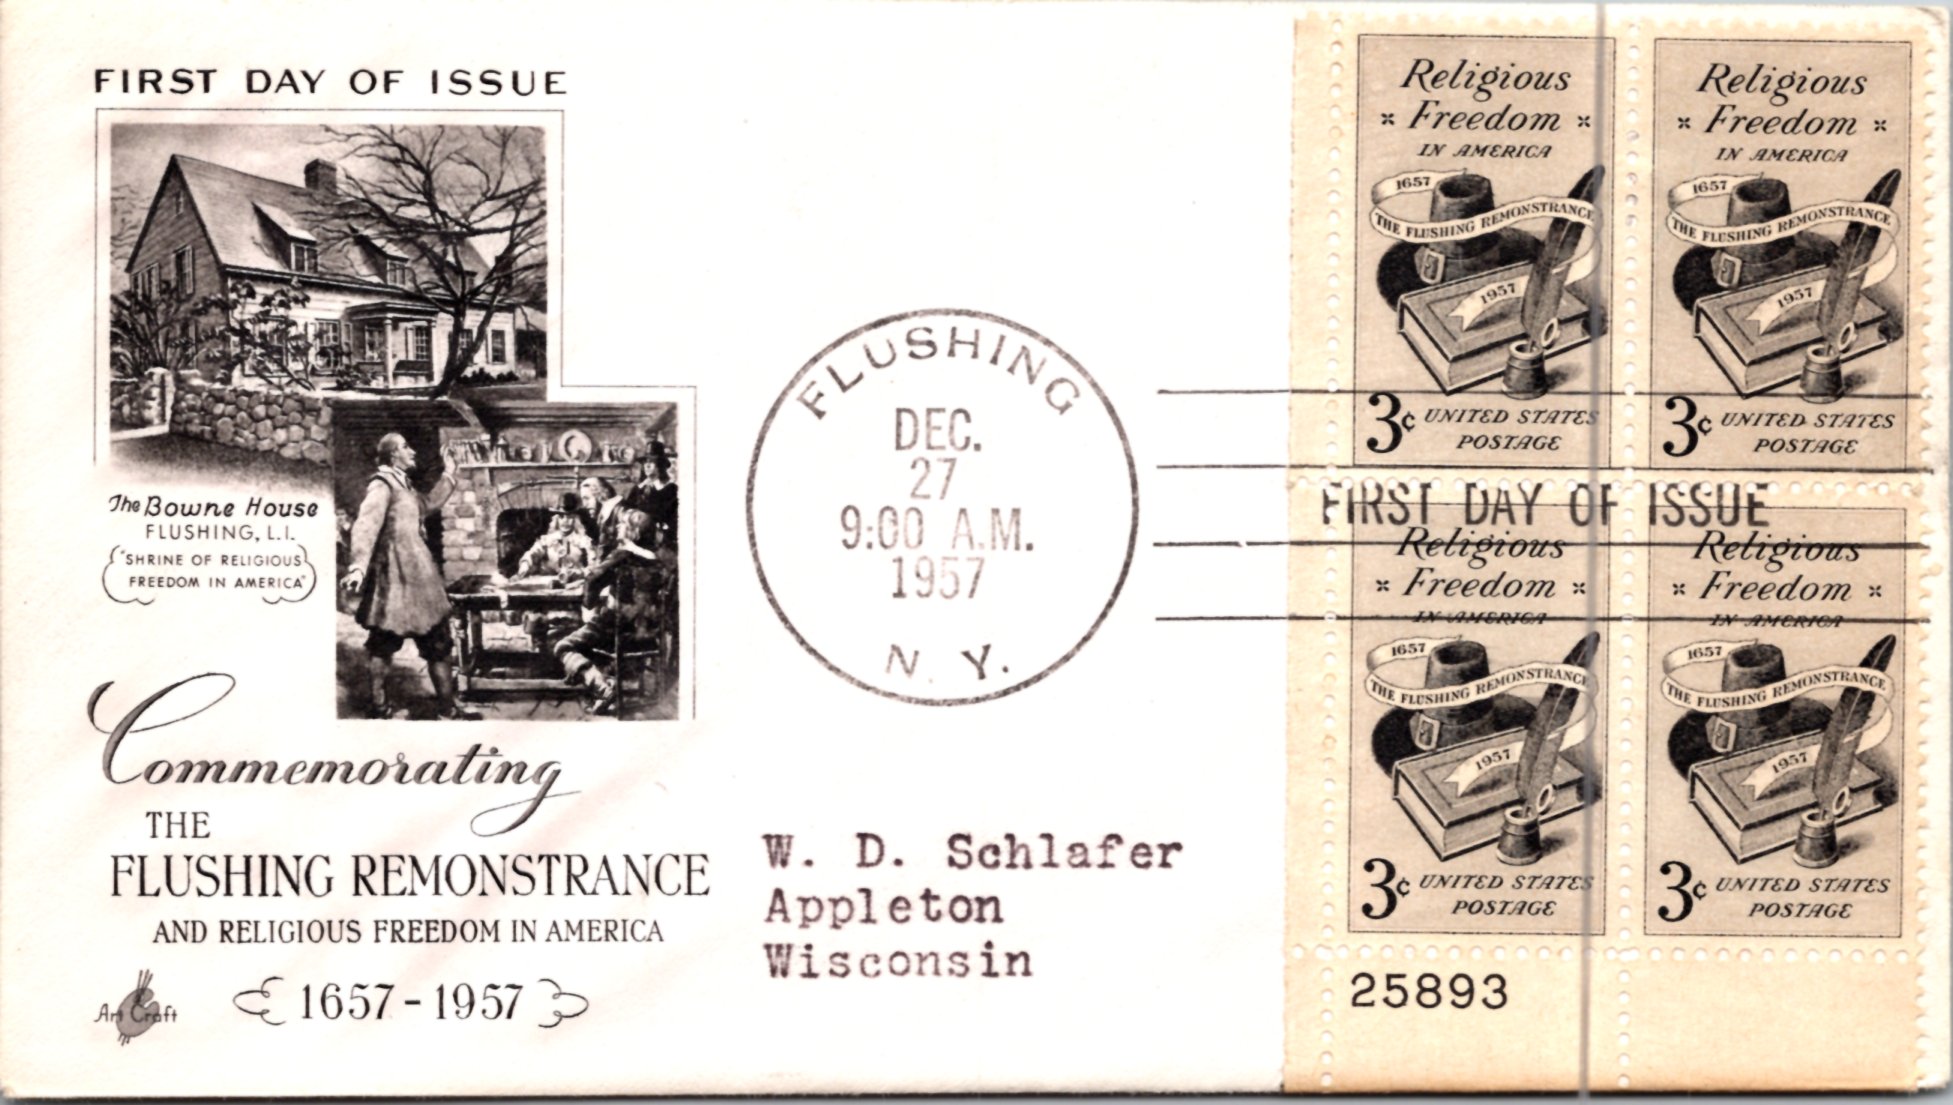 FIRST DAY OF ISSUE
The Bowne House
FLUSHING, L.I.
"SHRINE OF RELIGIOUS
FREEDOM IN AMERICA"
Commemorating
THE
FLUSHING REMONSTRANCE
AND RELIGIOUS FREEDOM IN AMERICA
1657-1957
Art Craft
FLUSHING
DEC.
27
9:00 A.M.
1957
N. Y.
W. D. Schlafer
Appleton
Wisconsin
Religious
Freedom
IN AMERICA
1657
THE FLUSHING REMONSTRANCE
1957
3¢ UNITED STATES
POSTAGE
Religious
Freedom
IN AMERICA
1657
THE FLUSHING REMONSTRANCE
1957
3¢ UNITED STATES
POSTAGE
FIRST DAY OF ISSUE
Religious
Freedom
IN AMERICA
1657
THE FLUSHING REMONSTRANCE
1957
3¢ UNITED STATES
POSTAGE
Religious
Freedom
IN AMERICA
1657
THE FLUSHING REMONSTRANCE
1957
3¢ UNITED STATES
POSTAGE
25893